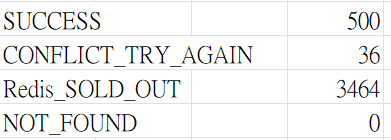 SUCCESS 500
CONFLICT_TRY_AGAIN 36
Redis_SOLD_OUT 3464
NOT_FOUND 0